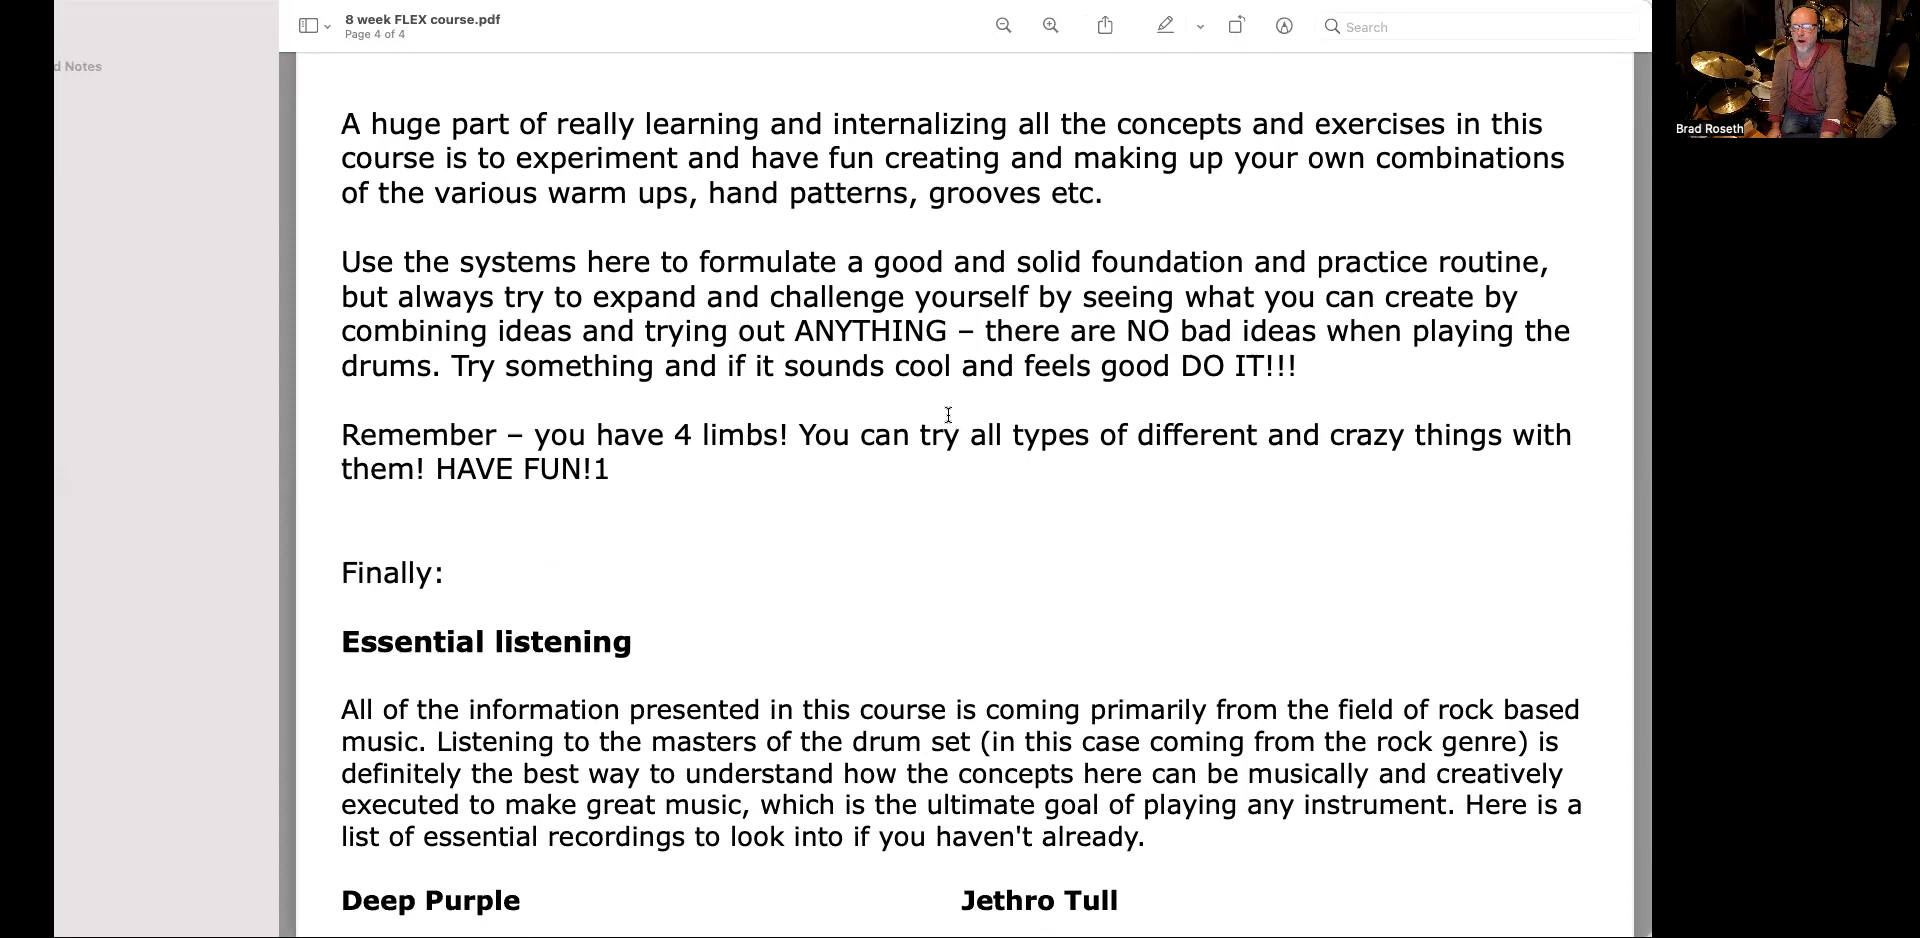 8 week FLEX course.pdf
Page 4 of 4
Search
d Notes
Brad Roseth
A huge part of really learning and internalizing all the concepts and exercises in this
course is to experiment and have fun creating and making up your own combinations
of the various warm ups, hand patterns, grooves etc.
Use the systems here to formulate a good and solid foundation and practice routine,
but always try to expand and challenge yourself by seeing what you can create by
combining ideas and trying out ANYTHING – there are NO bad ideas when playing the
drums. Try something and if it sounds cool and feels good DO IT!!!
Remember – you have 4 limbs! You can try all types of different and crazy things with
them! HAVE FUN!1
Finally:
Essential listening
All of the information presented in this course is coming primarily from the field of rock based
music. Listening to the masters of the drum set (in this case coming from the rock genre) is
definitely the best way to understand how the concepts here can be musically and creatively
executed to make great music, which is the ultimate goal of playing any instrument. Here is a
list of essential recordings to look into if you haven't already.
Deep Purple Jethro Tull